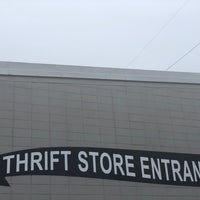 THRIFT STORE ENTRAN